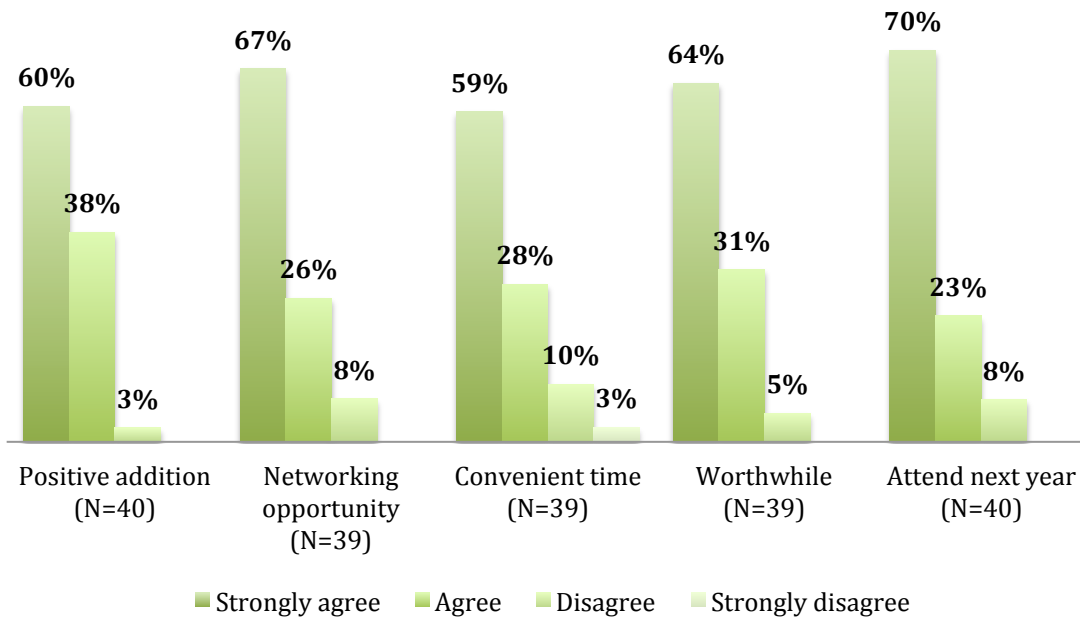 60%
38%
3%
67%
26%
8%
59%
28%
10%
3%
64%
31%
5%
70%
23%
8%
Positive addition
(N=40)
Networking
opportunity
(N=39)
Convenient time
(N=39)
Worthwhile
(N=39)
Attend next year
(N=40)
Strongly agree Agree Disagree Strongly disagree